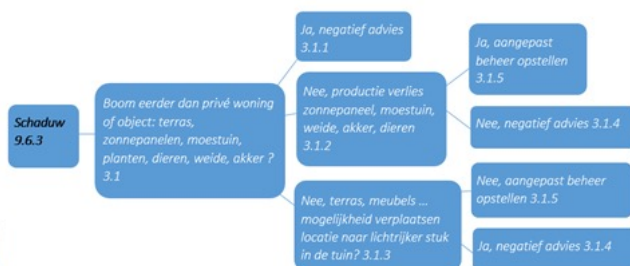 Schaduw
9.6.3
Boom eerder dan privé woning
of object: terras,
zonnepanelen, moestuin,
planten, dieren, weide, akker ?
3.1
Ja, negatief advies
3.1.1
Nee, productie verlies
zonnepaneel, moestuin,
weide, akker, dieren
3.1.2
Ja, aangepast
beheer opstellen
3.1.5
Nee, negatief advies 3.1.4
Nee, terras, meubels ...
mogelijkheid verplaatsen
locatie naar lichtrijker stuk
in de tuin? 3.1.3
Nee, aangepast beheer
opstellen 3.1.5
Ja, negatief advies 3.1.4